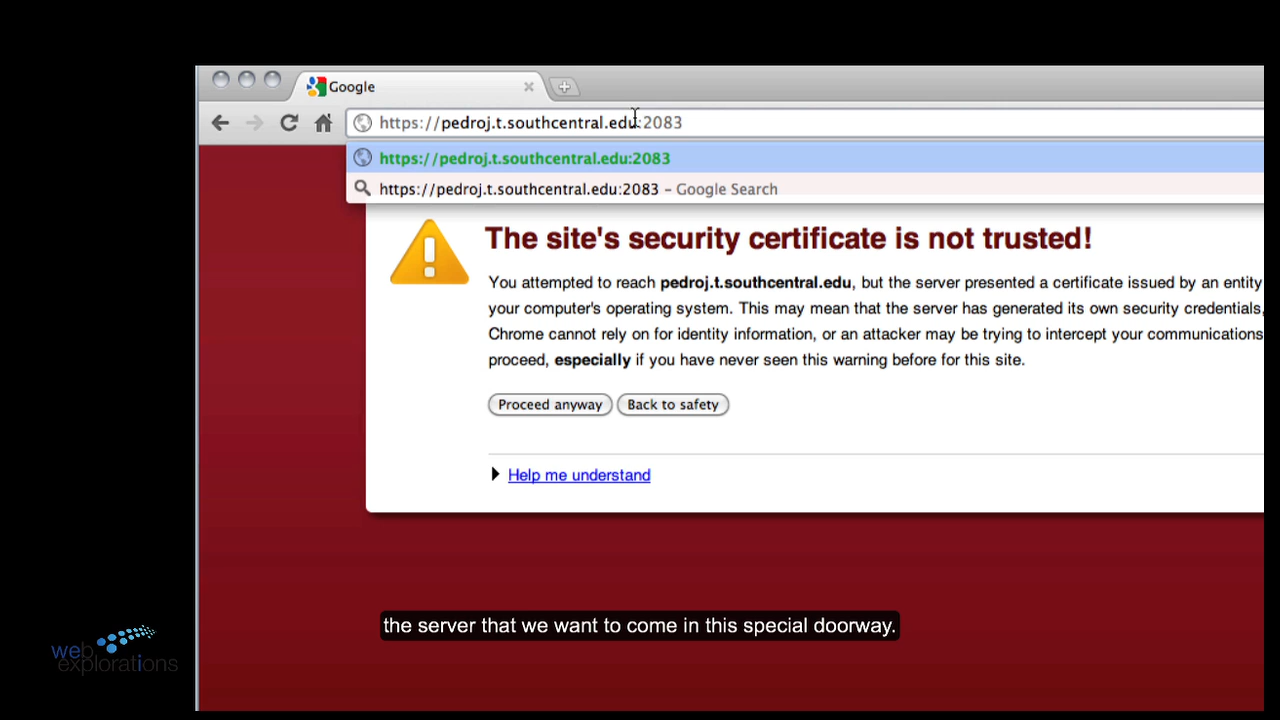 Google
https://pedroj.t.southcentral.edu:2083
https://pedroj.t.southcentral.edu:2083
https://pedroj.t.southcentral.edu:2083 – Google Search
The site's security certificate is not trusted!
You attempted to reach pedroj.t.southcentral.edu, but the server presented a certificate issued by an entity
your computer's operating system. This may mean that the server has generated its own security credentials,
Chrome cannot rely on for identity information, or an attacker may be trying to intercept your communications
proceed, especially if you have never seen this warning before for this site.
Proceed anyway Back to safety
Help me understand
the server that we want to come in this special doorway.
web
explorations